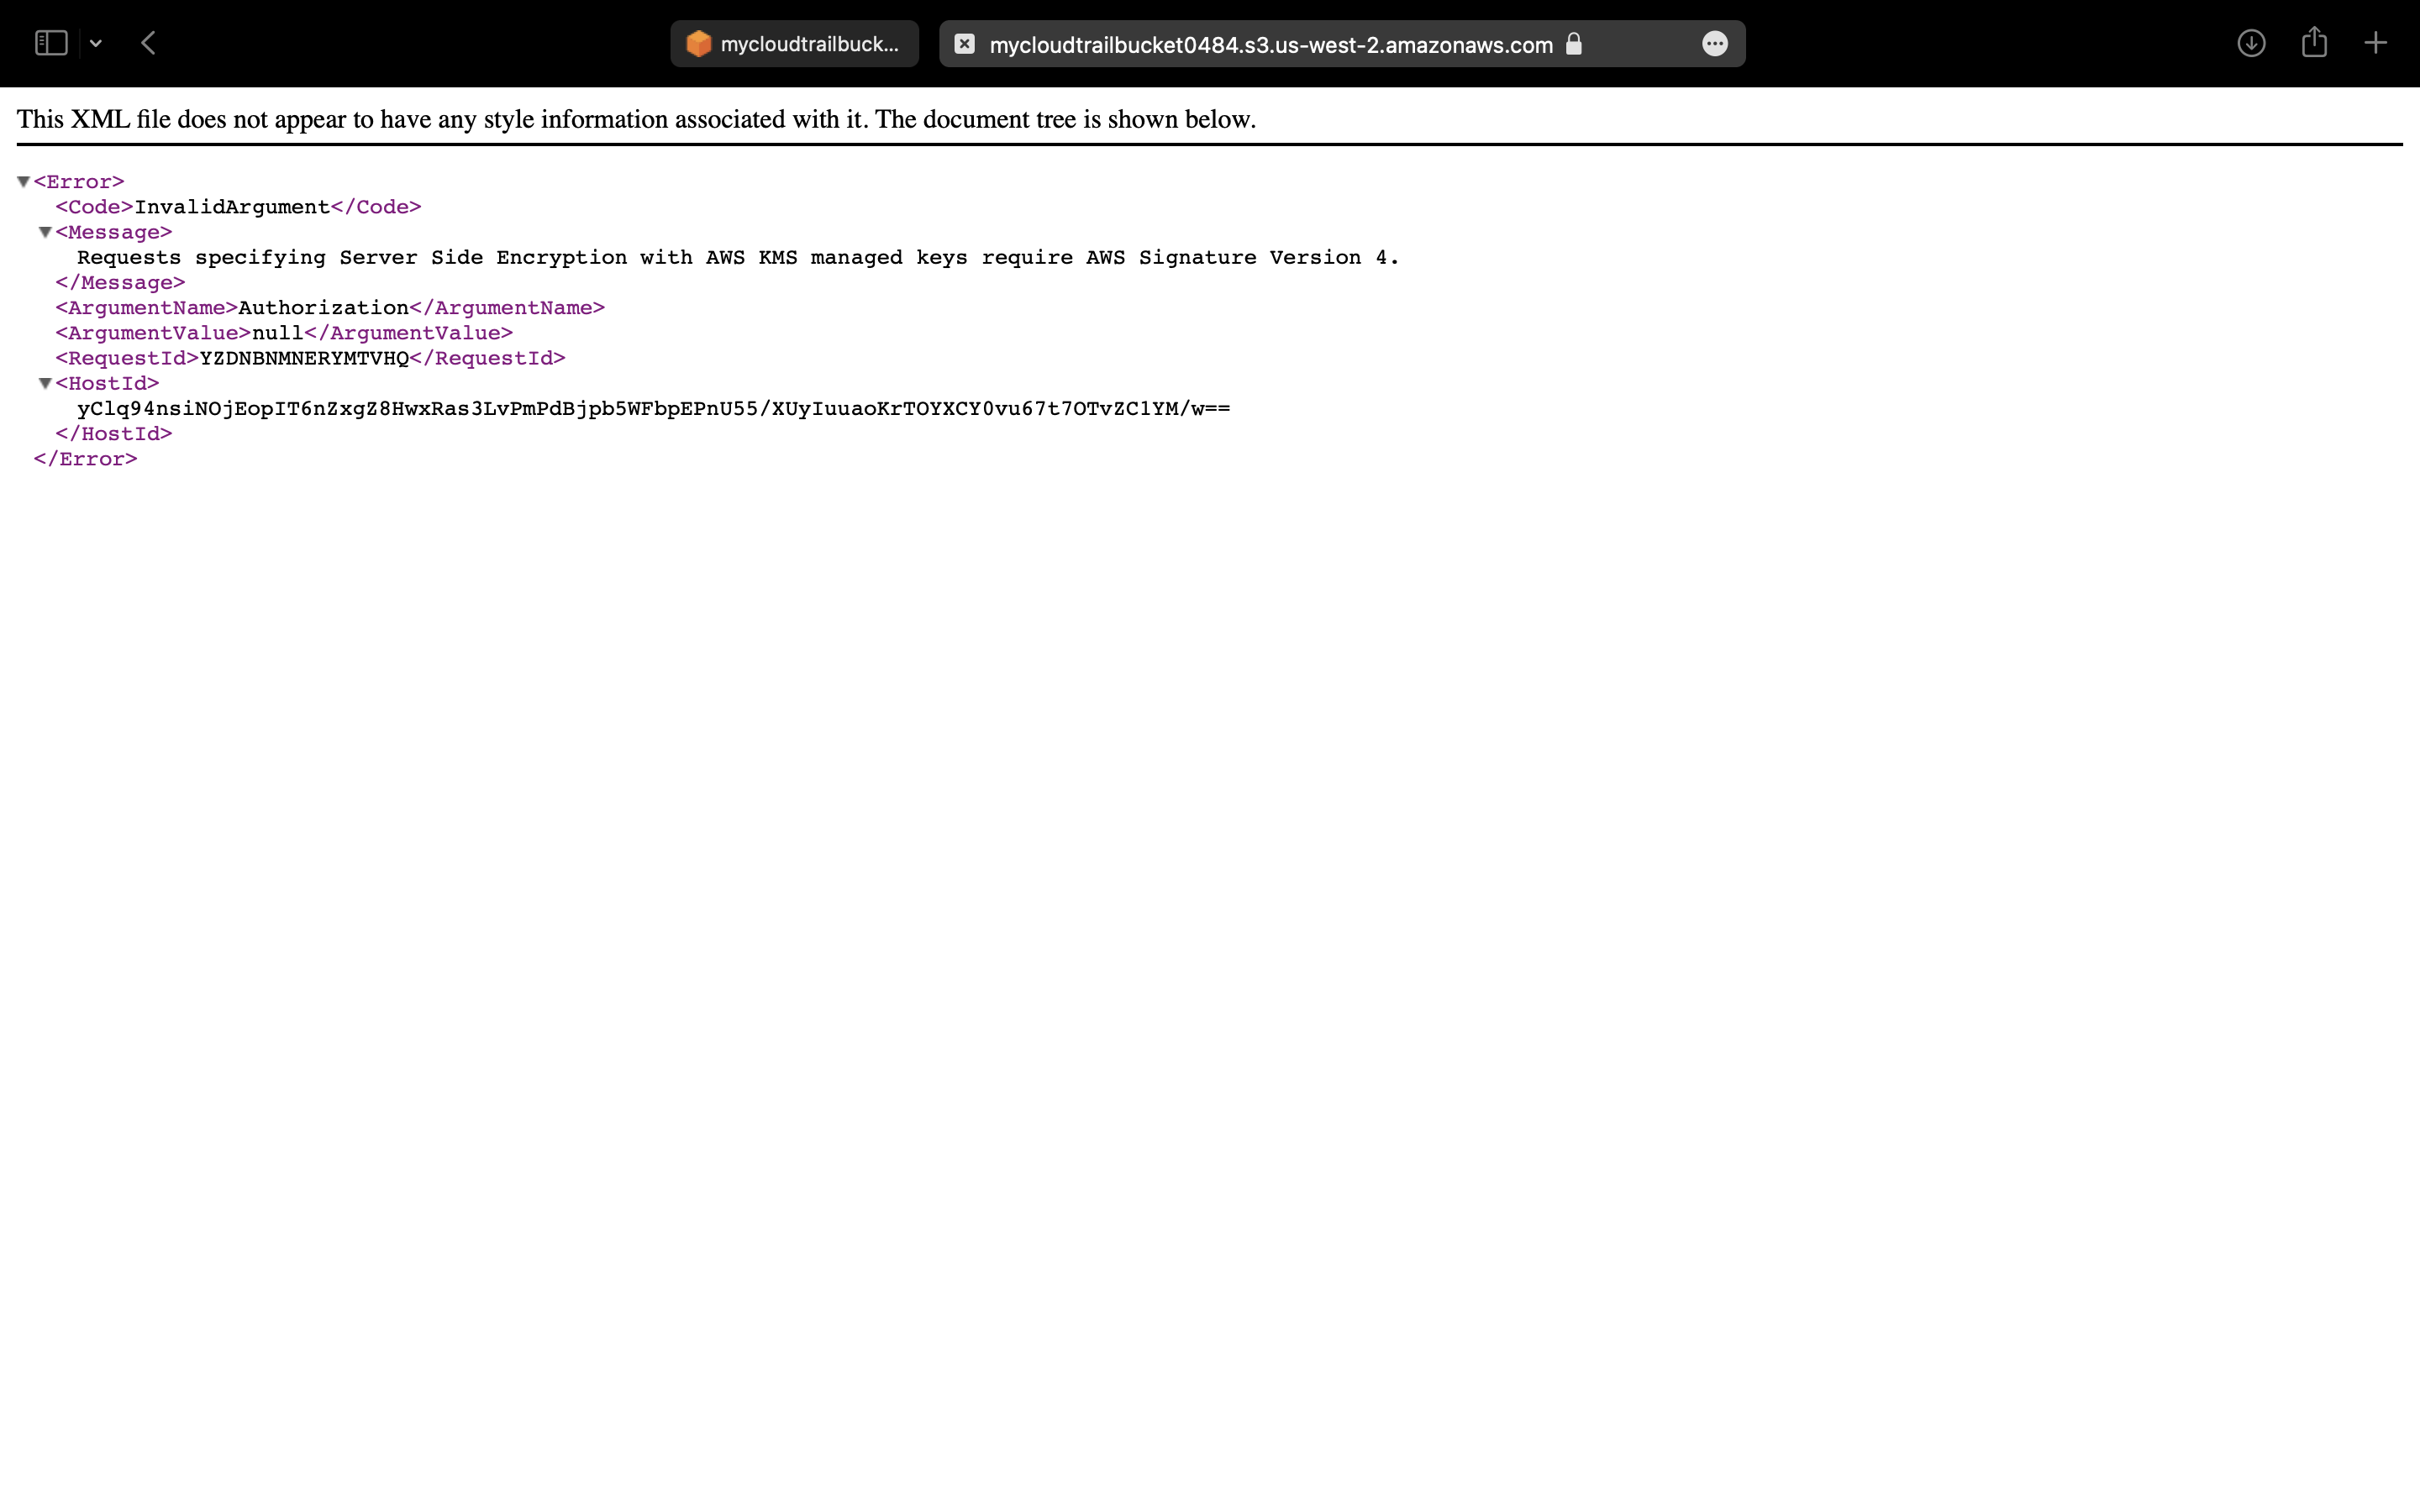 mycloudtrailbuck...
mycloudtrailbucket0484.s3.us-west-2.amazonaws.com
This XML file does not appear to have any style information associated with it. The document tree is shown below.
<Error>
<Code>InvalidArgument</Code>
<Message>
Requests specifying Server Side Encryption with AWS KMS managed keys require AWS Signature Version 4.
</Message>
<ArgumentName>Authorization</ArgumentName>
<ArgumentValue>null</ArgumentValue>
<RequestId>YZDNBNMNERYMTVHQ</RequestId>
<HostId>
yClq94nsiNOjEopIT6nZxgZ8HwxRas3LvPmPdBjpb5WFbpEPnU55/XUyIuuaoKrTOYXCY0vu67t7OTvZC1YM/w==
</HostId>
</Error>